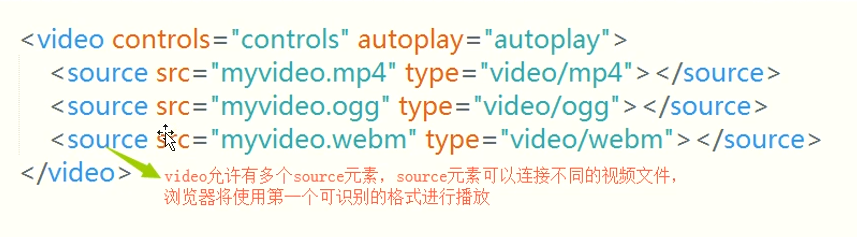 <video controls="controls" autoplay="autoplay">
<source src="myvideo.mp4" type="video/mp4"></source>
<source src="myvideo.ogg" type="video/ogg"></source>
<source src="myvideo.webm" type="video/webm"></source>
</video>
video允许有多个source元素，source元素可以连接不同的视频文件，
浏览器将使用第一个可识别的格式进行播放